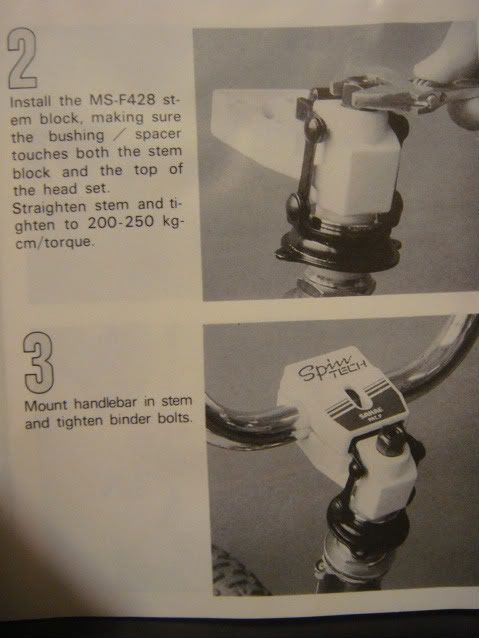 2
Install the MS-F428 st-
em block, making sure
the bushing / spacer
touches both the stem
block and the top of
the head set.
Straighten stem and ti-
ghten to 200-250 kg-
cm/torque.
3
Mount handlebar in stem
and tighten binder bolts.
Spin
TECH